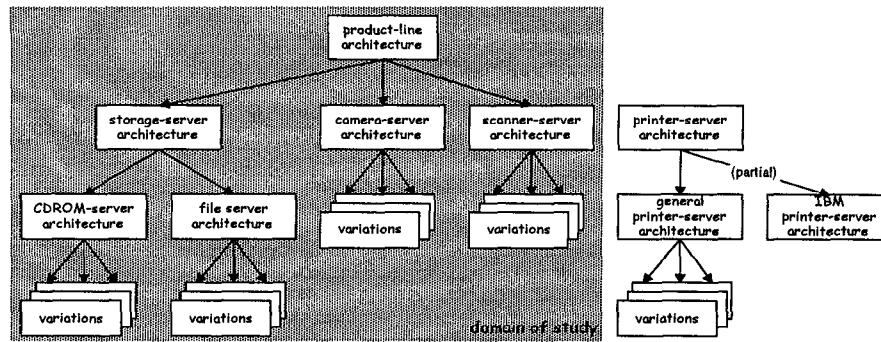 product-line
architecture
storage-server
architecture
camera-server
architecture
scanner-server
architecture
printer-server
architecture
(partial)
CDROM-server
architecture
file server
architecture
variations
variations
general
printer-server
architecture
IBM
printer-server
architecture
variations
variations
variations
domain of study